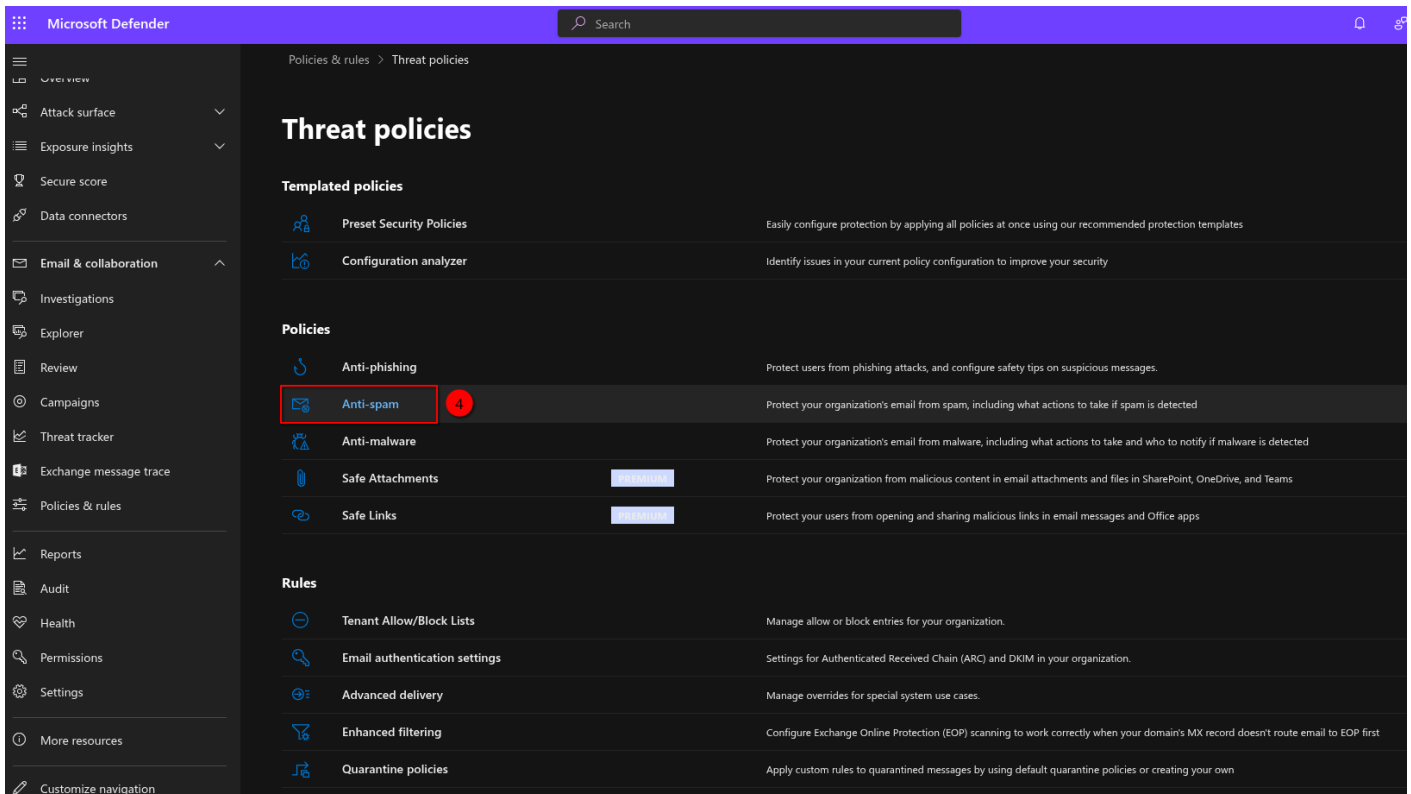 Microsoft Defender
Search
Overview
Attack surface
Exposure insights
Secure score
Data connectors
Email & collaboration
Investigations
Explorer
Review
Campaigns
Threat tracker
Exchange message trace
Policies & rules
Reports
Audit
Health
Permissions
Settings
More resources
Customize navigation
Policies & rules > Threat policies
Threat policies
Templated policies
Preset Security Policies Easily configure protection by applying all policies at once using our recommended protection templates
Configuration analyzer Identify issues in your current policy configuration to improve your security
Policies
Anti-phishing Protect users from phishing attacks, and configure safety tips on suspicious messages.
Anti-spam 4 Protect your organization's email from spam, including what actions to take if spam is detected
Anti-malware Protect your organization's email from malware, including what actions to take and who to notify if malware is detected
Safe Attachments PREMIUM Protect your organization from malicious content in email attachments and files in SharePoint, OneDrive, and Teams
Safe Links PREMIUM Protect your users from opening and sharing malicious links in email messages and Office apps
Rules
Tenant Allow/Block Lists Manage allow or block entries for your organization.
Email authentication settings Settings for Authenticated Received Chain (ARC) and DKIM in your organization.
Advanced delivery Manage overrides for special system use cases.
Enhanced filtering Configure Exchange Online Protection (EOP) scanning to work correctly when your domain's MX record doesn't route email to EOP first
Quarantine policies Apply custom rules to quarantined messages by using default quarantine policies or creating your own